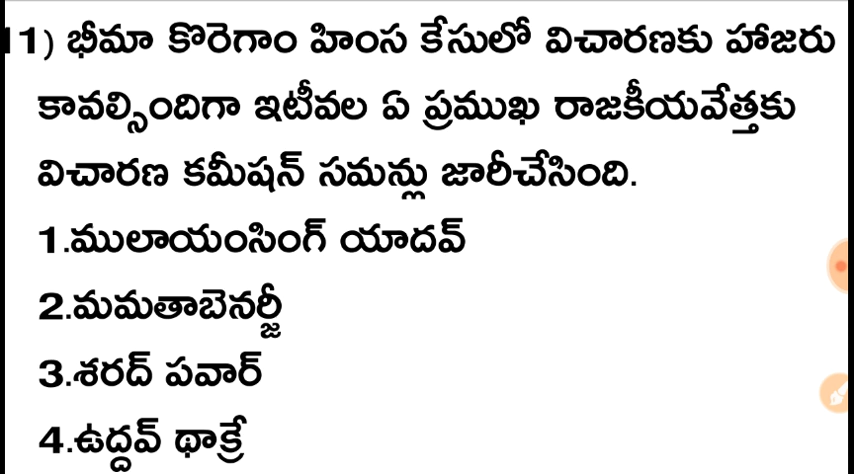 11) భీమా కొరెగాం హింస కేసులో విచారణకు హాజరు
కావల్సిందిగా ఇటీవల ఏ ప్రముఖ రాజకీయవేత్తకు
విచారణ కమీషన్ సమన్లు జారీచేసింది.
1.ములాయంసింగ్ యాదవ్
2.మమతాబెనర్జీ
3.శరద్ పవార్
4.ఉద్ధవ్ థాక్రే